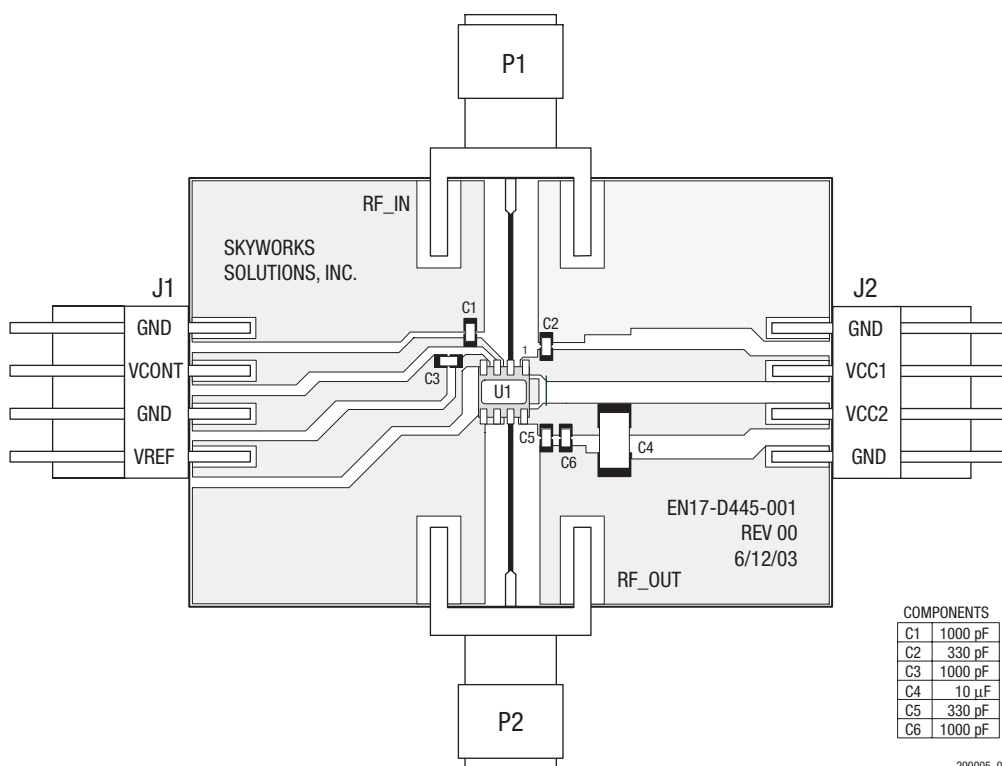 P1
RF_IN
SKYWORKS
SOLUTIONS, INC.
J1
GND
VCONT
GND
VREF
C1
C3
C2
1
U1
C5
C6
C4
J2
GND
VCC1
VCC2
GND
EN17-D445-001
REV 00
6/12/03
RF_OUT
P2
COMPONENTS
C1 1000 pF
C2 330 pF
C3 1000 pF
C4 10 µF
C5 330 pF
C6 1000 pF